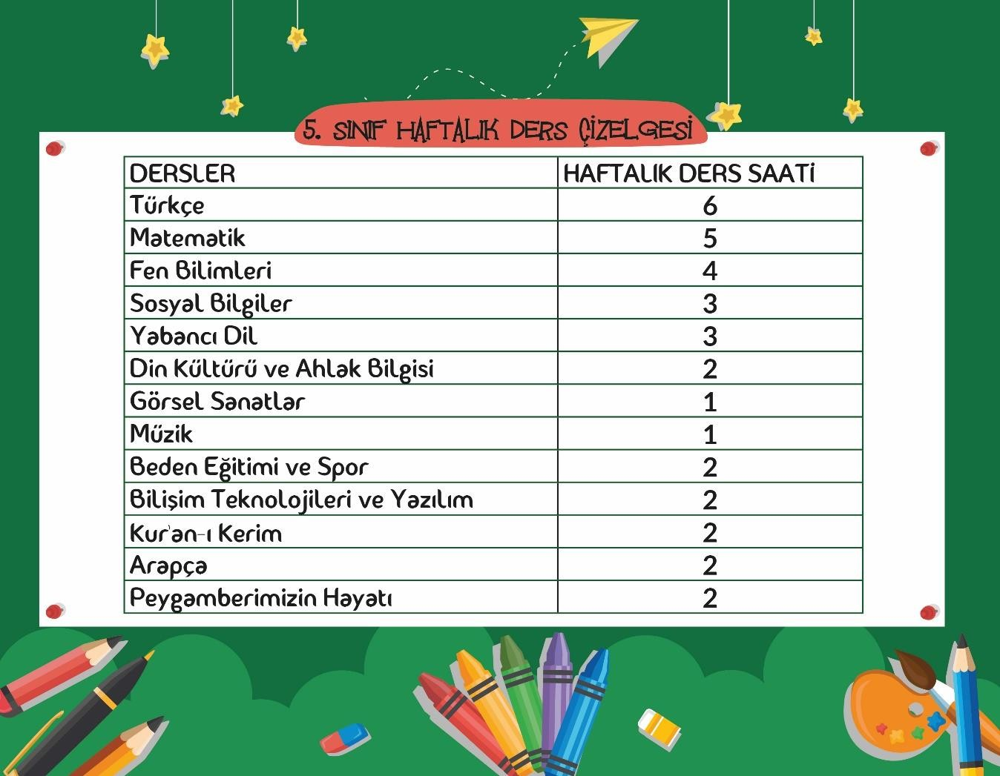 5. SINIF HAFTALIK DERS ÇİZELGESİ
DERSLER HAFTALIK DERS SAATİ
Türkçe 6
Matematik 5
Fen Bilimleri 4
Sosyal Bilgiler 3
Yabancı Dil 3
Din Kültürü ve Ahlak Bilgisi 2
Görsel Sanatlar 1
Müzik 1
Beden Eğitimi ve Spor 2
Bilişim Teknolojileri ve Yazılım 2
Kur'an-ı Kerim 2
Arapça 2
Peygamberimizin Hayatı 2